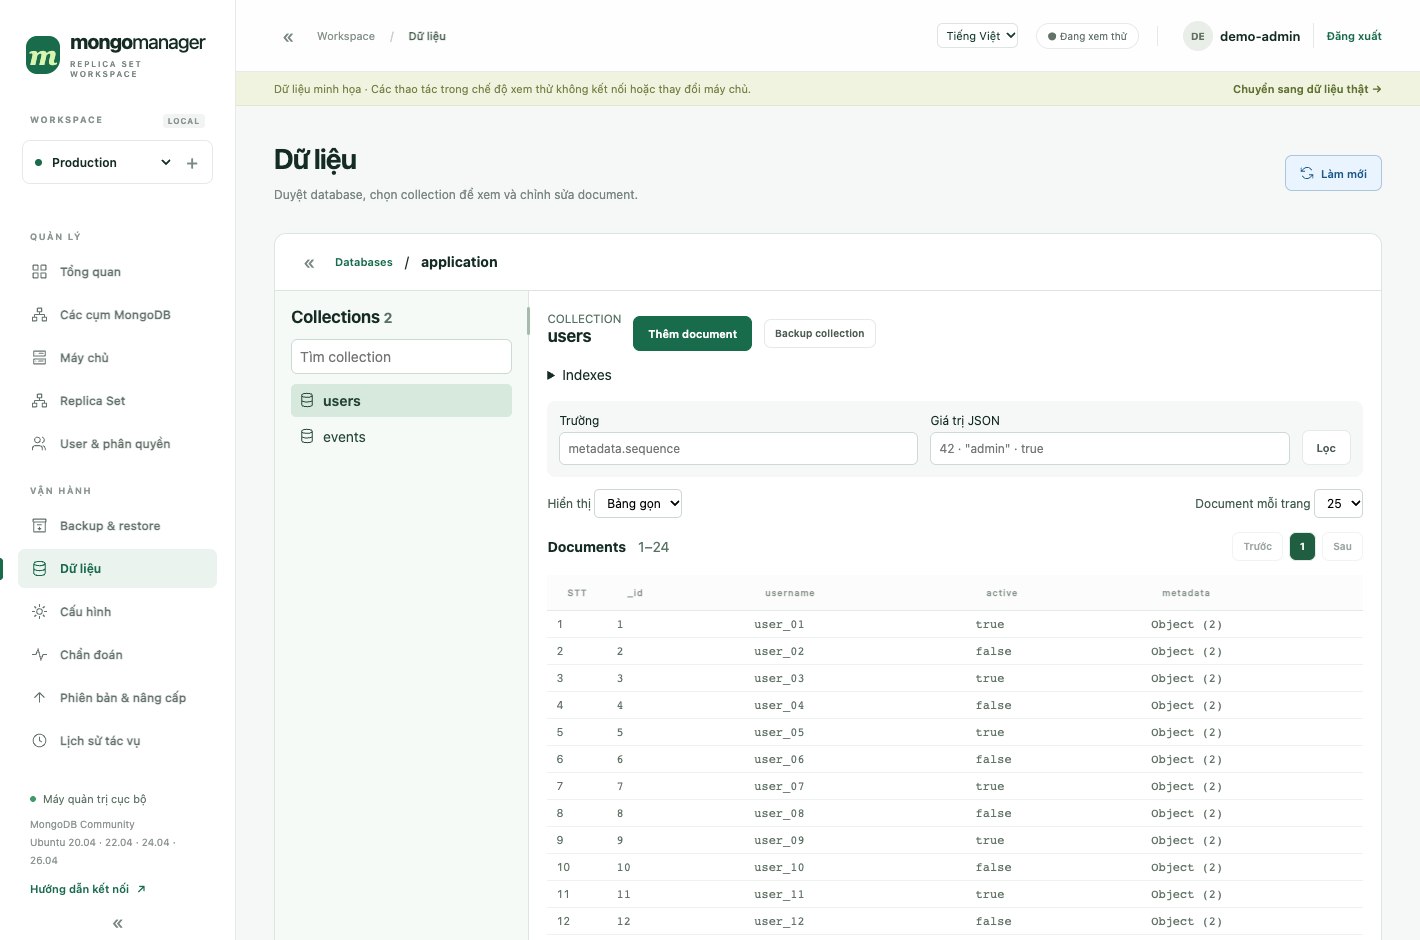 m
mongomanager
REPLICA SET
WORKSPACE
WORKSPACE
LOCAL
Production
QUẢN LÝ
Tổng quan
Các cụm MongoDB
Máy chủ
Replica Set
User & phân quyền
VẬN HÀNH
Backup & restore
Dữ liệu
Cấu hình
Chẩn đoán
Phiên bản & nâng cấp
Lịch sử tác vụ
Máy quản trị cục bộ
MongoDB Community
Ubuntu 20.04 · 22.04 · 24.04 ·
26.04
Hướng dẫn kết nối ↗
«
« Workspace / Dữ liệu
Tiếng Việt
Đang xem thử
DE demo-admin
Đăng xuất
Dữ liệu minh họa · Các thao tác trong chế độ xem thử không kết nối hoặc thay đổi máy chủ.
Chuyển sang dữ liệu thật →
Dữ liệu
Duyệt database, chọn collection để xem và chỉnh sửa document.
Làm mới
« Databases / application
Collections 2
Tìm collection
users
events
COLLECTION
users
Thêm document
Backup collection
Indexes
Trường
metadata.sequence
Giá trị JSON
42 · "admin" · true
Lọc
Hiển thị Bảng gọn
Document mỗi trang 25
Documents 1–24
Trước 1 Sau
STT _id username active metadata
1 1 user_01 true Object (2)
2 2 user_02 false Object (2)
3 3 user_03 true Object (2)
4 4 user_04 false Object (2)
5 5 user_05 true Object (2)
6 6 user_06 false Object (2)
7 7 user_07 true Object (2)
8 8 user_08 false Object (2)
9 9 user_09 true Object (2)
10 10 user_10 false Object (2)
11 11 user_11 true Object (2)
12 12 user_12 false Object (2)